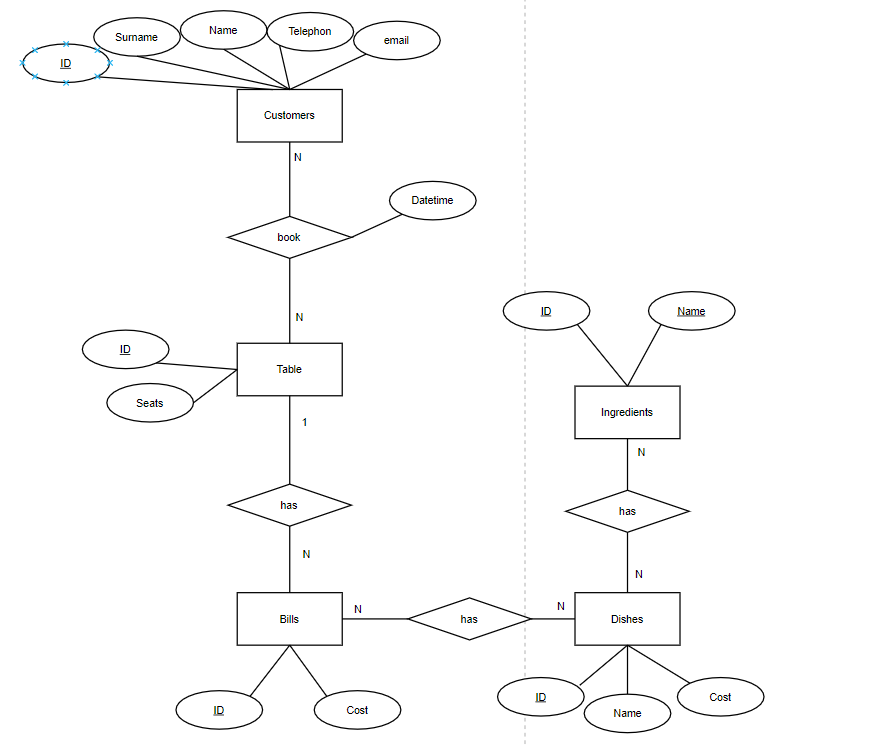 Surname
Name
Telephon
email
ID
Customers
N
Datetime
book
N
ID
Name
ID
Table
Seats
Ingredients
1
N
has
has
N
N
N
N
Bills
has
Dishes
ID
Cost
ID
Name
Cost